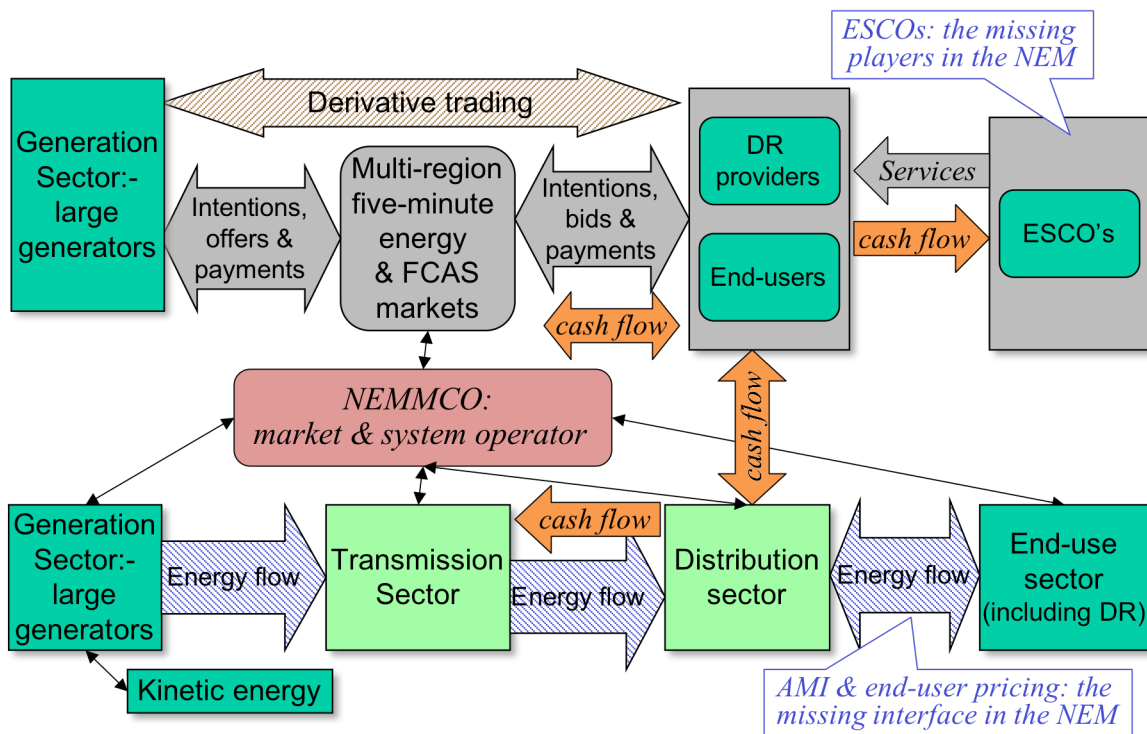 ESCOs: the missing
players in the NEM
Derivative trading
Generation
Sector:-
large
generators
Intentions,
offers &
payments
Multi-region
five-minute
energy
& FCAS
markets
Intentions,
bids &
payments
cash flow
DR
providers
End-users
Services
cash flow
ESCO's
NEMMCO:
market & system operator
cash flow
Generation
Sector:-
large
generators
Energy flow
Transmission
Sector
cash flow
Energy flow
Distribution
sector
Energy flow
End-use
sector
(including DR)
Kinetic energy
AMI & end-user pricing: the
missing interface in the NEM